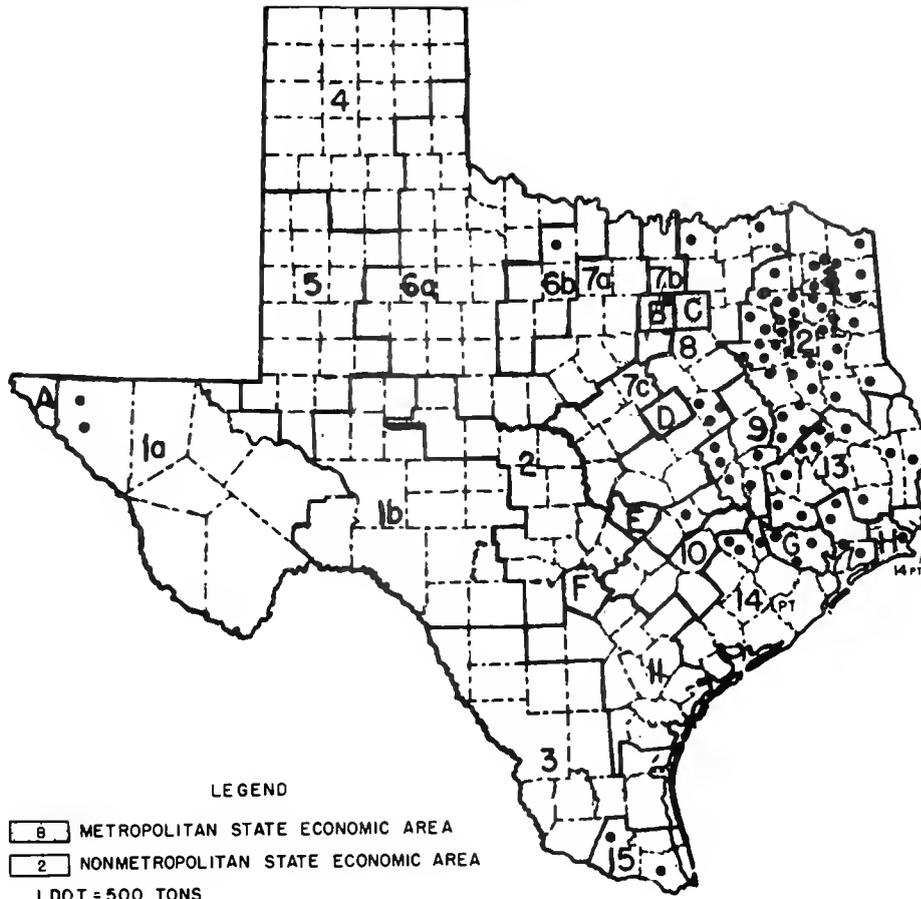 4
5
6a
6b
7a
7b
B
C
12
8
A
7c
D
9
1a
2
13
1b
E
10
G
H
14 PT
F
14
PT
11
3
15
LEGEND
B METROPOLITAN STATE ECONOMIC AREA
2 NONMETROPOLITAN STATE ECONOMIC AREA
1 DOT = 500 TONS